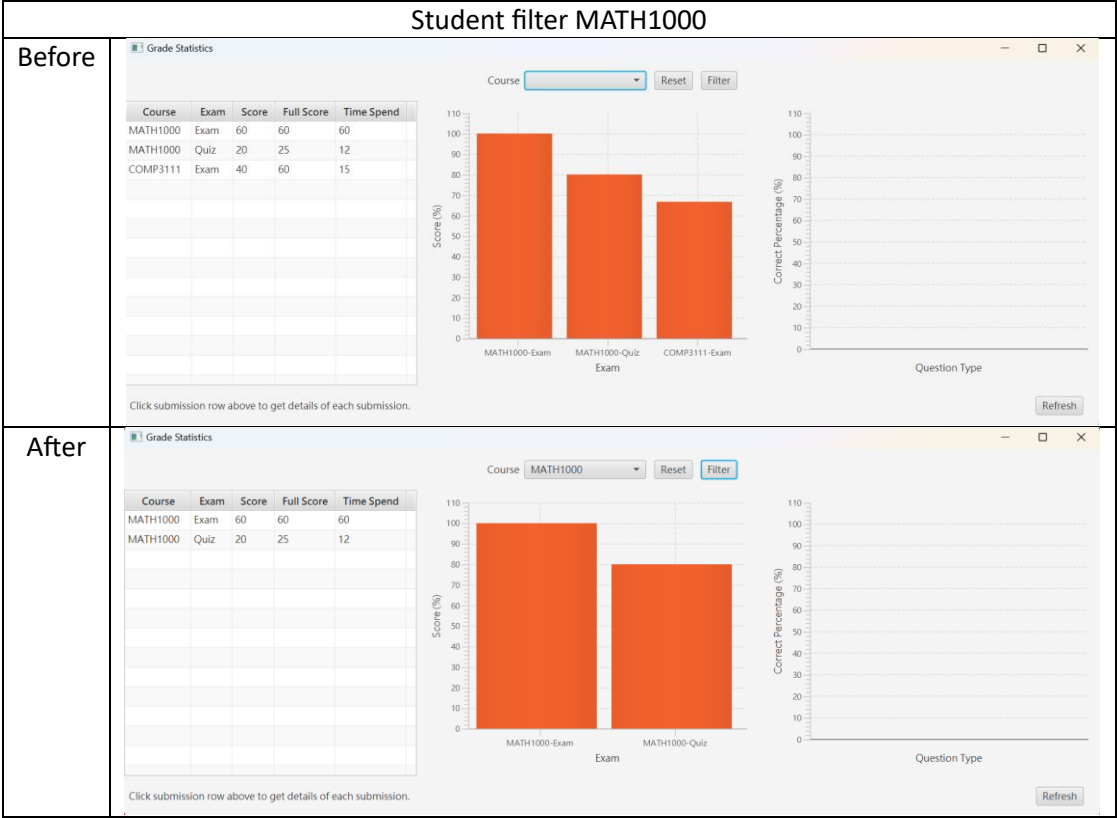 Student filter MATH1000
Before
Grade Statistics
Course
Reset Filter
Course Exam Score Full Score Time Spend
MATH1000 Exam 60 60 60
MATH1000 Quiz 20 25 12
COMP3111 Exam 40 60 15
Score (%)
110
100
90
80
70
60
50
40
30
20
10
0
MATH1000-Exam MATH1000-Quiz COMP3111-Exam
Exam
Correct Percentage (%)
110
100
90
80
70
60
50
40
30
20
10
0
Question Type
Click submission row above to get details of each submission.
Refresh
After
Grade Statistics
Course MATH1000 Reset Filter
Course Exam Score Full Score Time Spend
MATH1000 Exam 60 60 60
MATH1000 Quiz 20 25 12
Score (%)
110
100
90
80
70
60
50
40
30
20
10
0
MATH1000-Exam MATH1000-Quiz
Exam
Correct Percentage (%)
110
100
90
80
70
60
50
40
30
20
10
0
Question Type
Click submission row above to get details of each submission.
Refresh